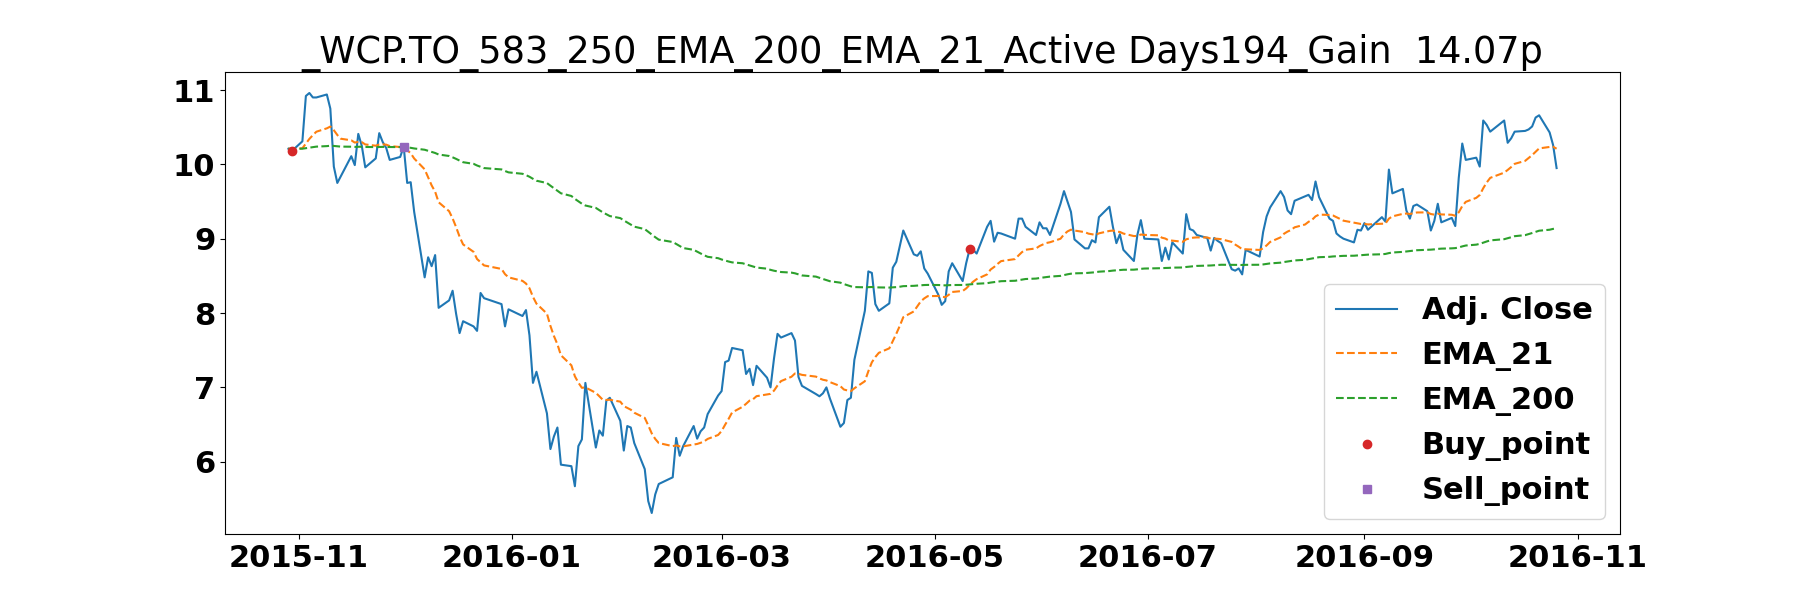 _WCP.TO_583_250_EMA_200_EMA_21_Active Days194_Gain  14.07p
11
10
9
8
7
6
Adj. Close
EMA_21
EMA_200
Buy_point
Sell_point
2015-11 2016-01 2016-03 2016-05 2016-07 2016-09 2016-11